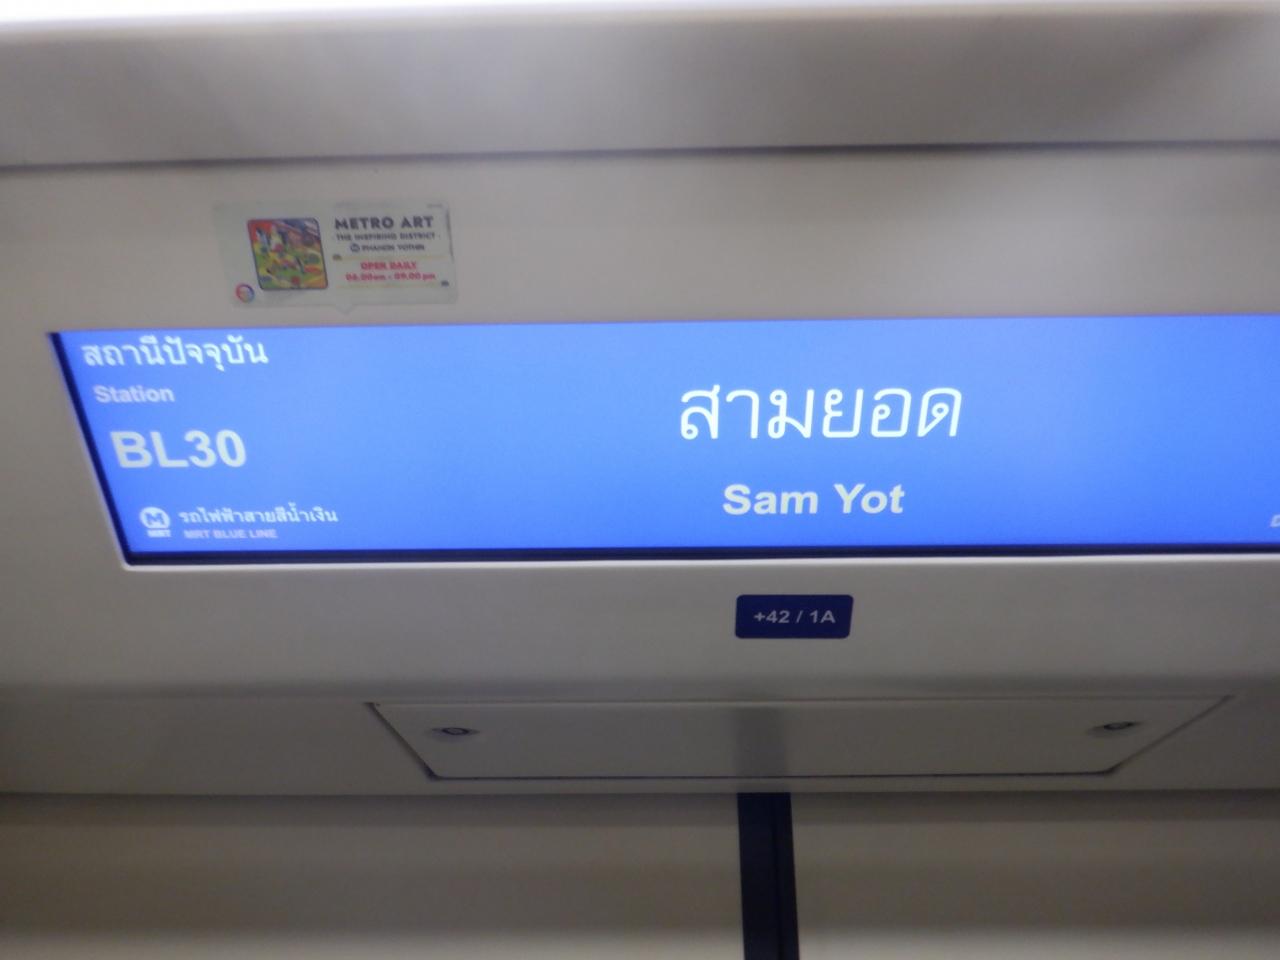 METRO ART
THE INSPIRING DISTRICT
PHAHON YOTHIN
OPEN DAILY
06.00am - 09.00pm
สถานีปัจจุบัน
Station
BL30
รถไฟฟ้าสายสีน้ำเงิน
MRT
MRT BLUE LINE
สามยอด
Sam Yot
+42 / 1A